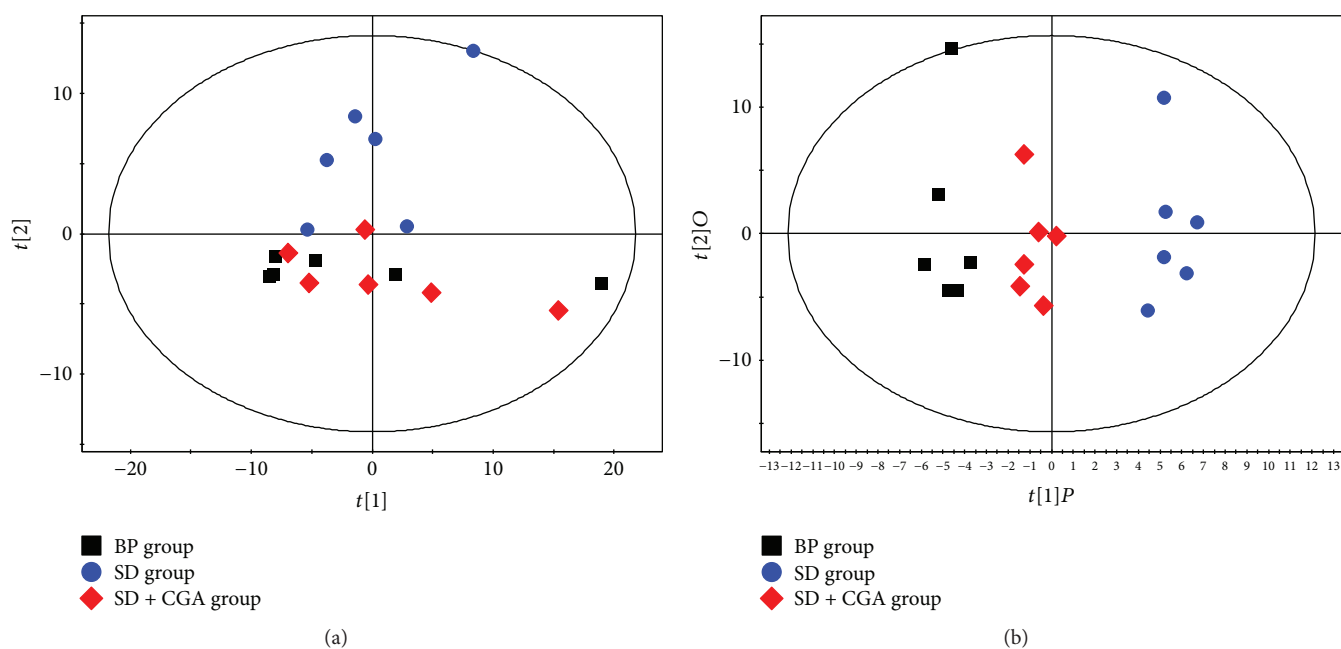 10
0
−10
t[2]
−20
−10
0
10
20
t[1]
BP group
SD group
SD + CGA group
(a)
10
0
−10
t[2]O
−13 −12 −11 −10 −9 −8 −7 −6 −5 −4 −3 −2 −1 0 1 2 3 4 5 6 7 8 9 10 11 12 13
t[1]P
BP group
SD group
SD + CGA group
(b)